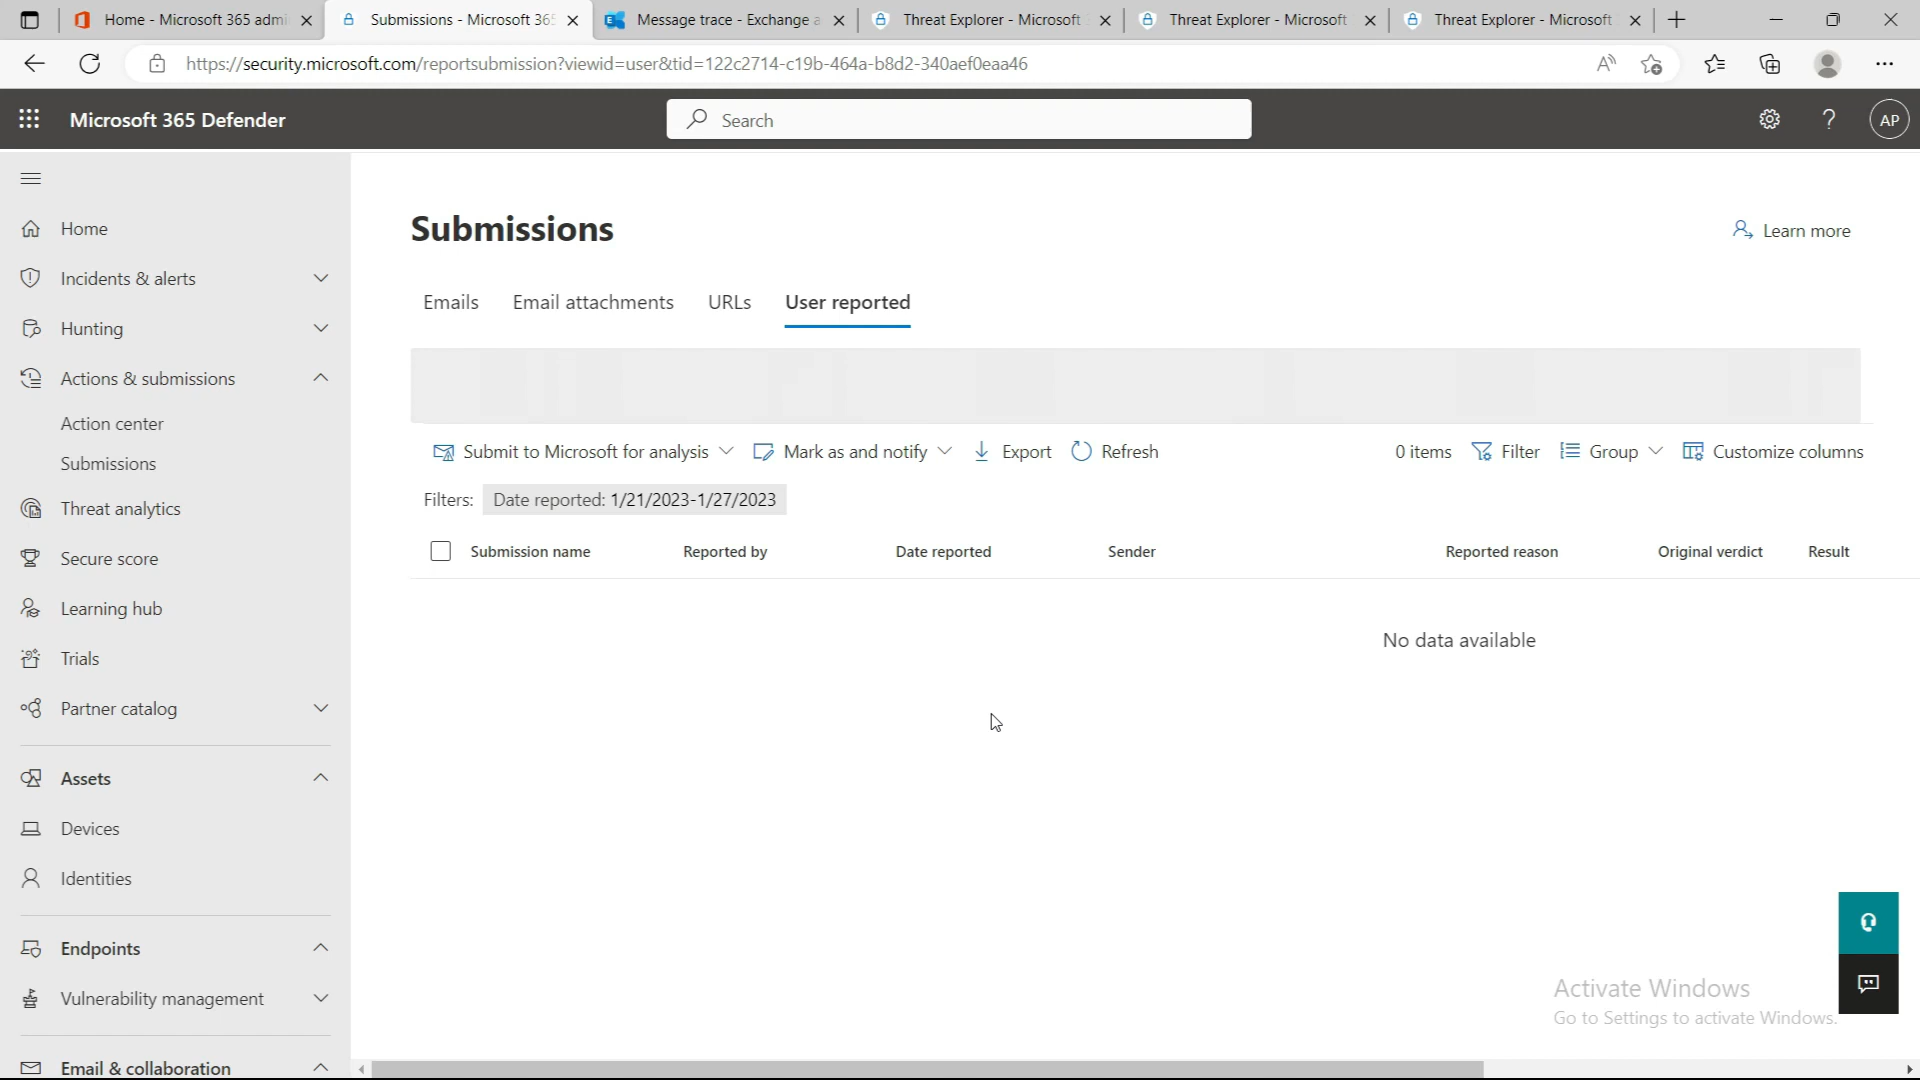 Home - Microsoft 365 admi
Submissions - Microsoft 365
Message trace - Exchange a
Threat Explorer - Microsoft
Threat Explorer - Microsoft
Threat Explorer - Microsoft
https://security.microsoft.com/reportsubmission?viewid=user&tid=122c2714-c19b-464a-b8d2-340aef0eaa46
Microsoft 365 Defender
Search
AP
Home
Incidents & alerts
Hunting
Actions & submissions
Action center
Submissions
Threat analytics
Secure score
Learning hub
Trials
Partner catalog
Assets
Devices
Identities
Endpoints
Vulnerability management
Email & collaboration
Submissions
Learn more
Emails Email attachments URLs User reported
Submit to Microsoft for analysis Mark as and notify Export Refresh 0 items Filter Group Customize columns
Filters: Date reported: 1/21/2023-1/27/2023
Submission name Reported by Date reported Sender Reported reason Original verdict Result
No data available
Activate Windows
Go to Settings to activate Windows.